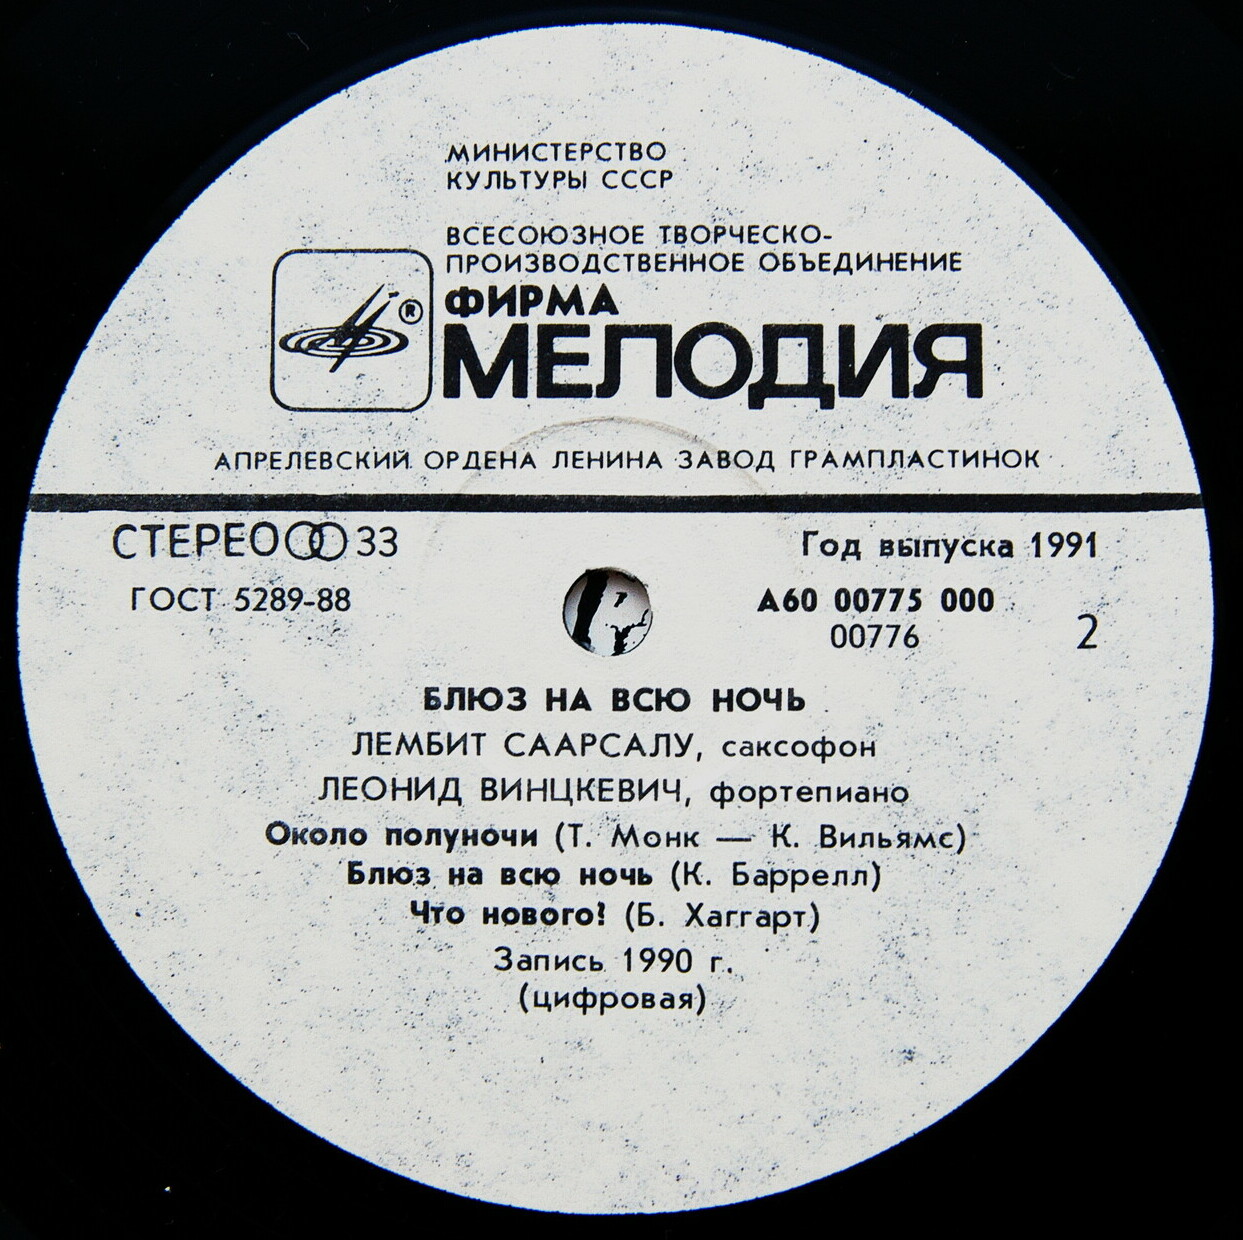 МИНИСТЕРСТВО
КУЛЬТУРЫ СССР
ВСЕСОЮЗНОЕ ТВОРЧЕСКО-
ПРОИЗВОДСТВЕННОЕ ОБЪЕДИНЕНИЕ
ФИРМА
® МЕЛОДИЯ
АПРЕЛЕВСКИЙ ОРДЕНА ЛЕНИНА ЗАВОД ГРАМПЛАСТИНОК
СТЕРЕО 33 Год выпуска 1991
ГОСТ 5289-88 А60 00775 000
00776 2
БЛЮЗ НА ВСЮ НОЧЬ
ЛЕМБИТ СААРСАЛУ, саксофон
ЛЕОНИД ВИНЦКЕВИЧ, фортепиано
Около полуночи (Т. Монк — К. Вильямс)
Блюз на всю ночь (К. Баррелл)
Что нового? (Б. Хаггарт)
Запись 1990 г.
(цифровая)